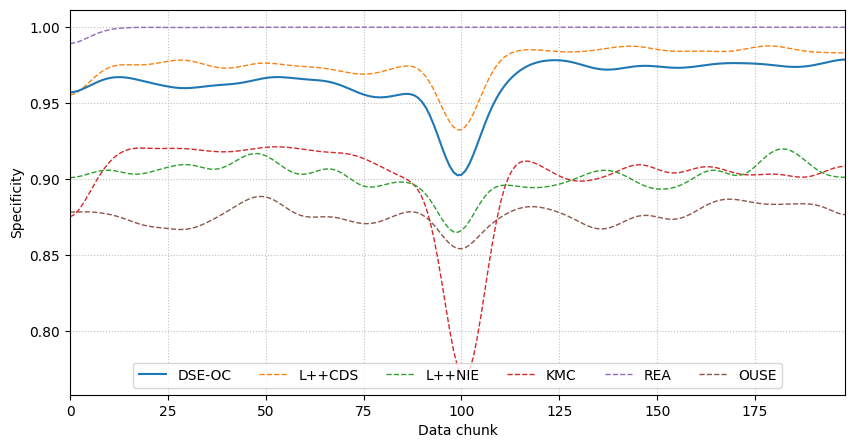 1.00
0.95
0.90
0.85
0.80
Specificity
DSE-OC L++CDS L++NIE KMC REA OUSE
0 25 50 75 100 125 150 175
Data chunk